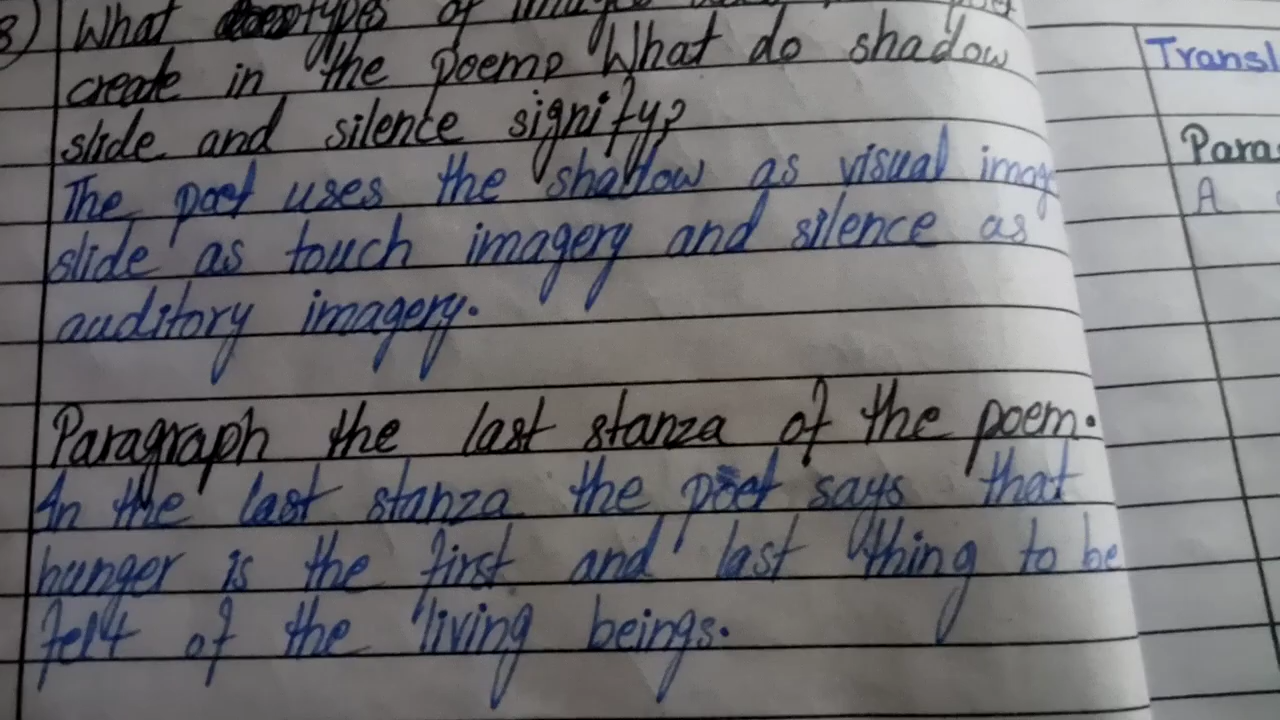 3) What types of
create in the poem? What do shadow
slide and silence signify?
The poet uses the shadow as visual
slide as touch imagery and silence as
auditory imagery.
Paragraph the last stanza of the poem.
In the last stanza the poet says that
hunger is the first and last thing to be
felt of the living beings.
Transl
Para
A